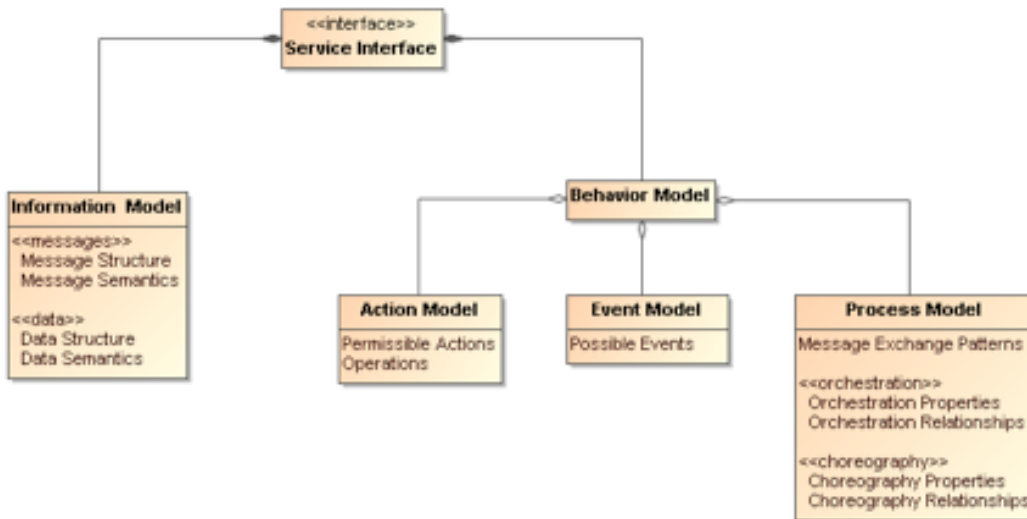 <<interface>>
Service Interface
Information Model
<<messages>>
Message Structure
Message Semantics
<<data>>
Data Structure
Data Semantics
Behavior Model
Action Model
Permissible Actions
Operations
Event Model
Possible Events
Process Model
Message Exchange Patterns
<<orchestration>>
Orchestration Properties
Orchestration Relationships
<<choreography>>
Choreography Properties
Choreography Relationships